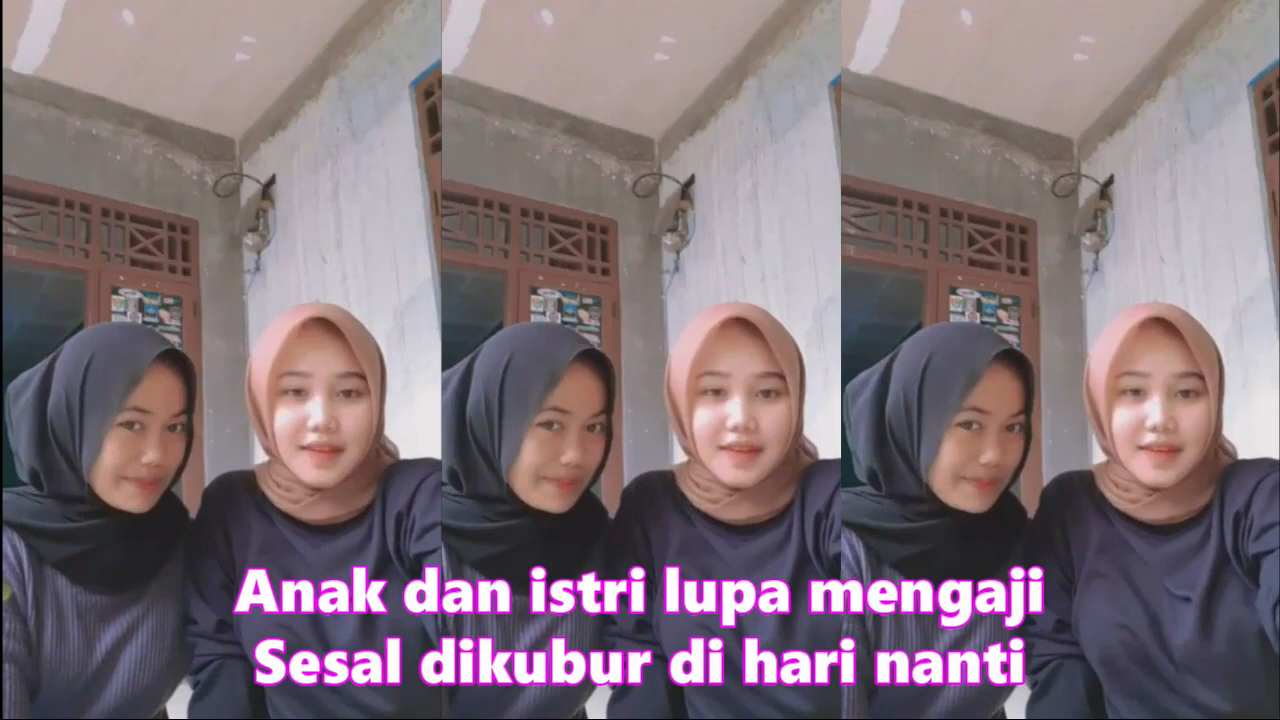 Anak dan istri lupa mengaji
Sesal dikubur di hari nanti